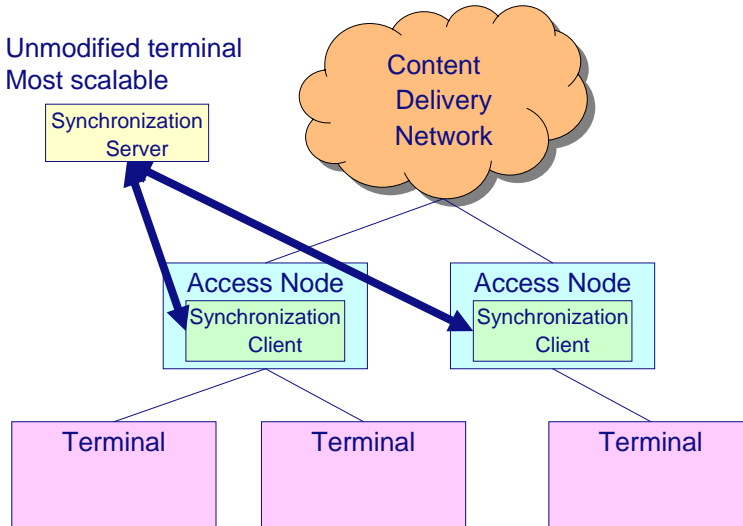 Unmodified terminal
Most scalable
Synchronization
Server
Content
Delivery
Network
Access Node
Synchronization
Client
Access Node
Synchronization
Client
Terminal
Terminal
Terminal